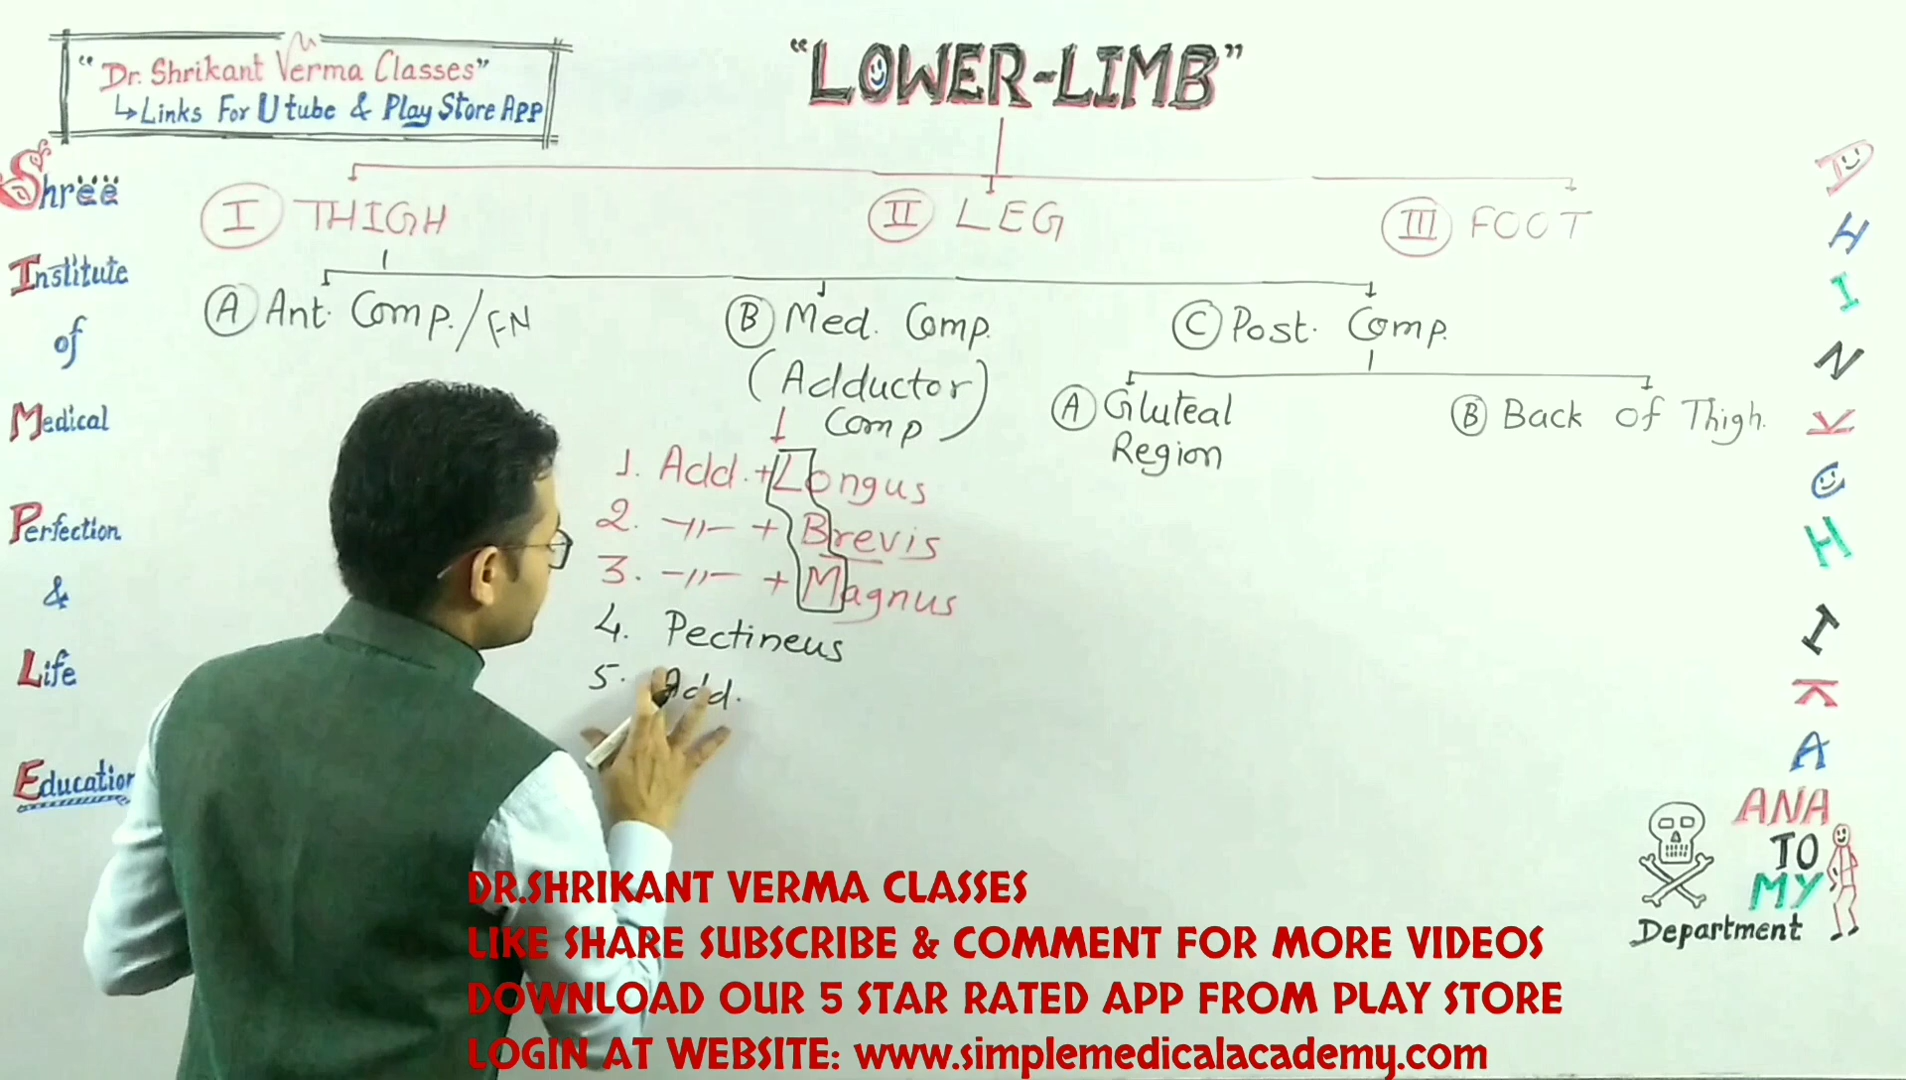 "Dr. Shrikant Verma Classes"
↳Links For Utube & Play Store App
"LOWER-LIMB"
Shree
Institute
of
Medical
Perfection
&
Life
Education
I THIGH
II LEG
III FOOT
A Ant. Comp./FN
B Med. Comp.
(Adductor
Comp)
C Post. Comp.
A Gluteal
Region
B Back of Thigh.
1. Add. + Longus
2. -"- + Brevis
3. -"- + Magnus
4. Pectineus
5. Add.
D
H
I
N
K
C
H
I
K
A
ANA
TO
MY
Department
DR.SHRIKANT VERMA CLASSES
LIKE SHARE SUBSCRIBE & COMMENT FOR MORE VIDEOS
DOWNLOAD OUR 5 STAR RATED APP FROM PLAY STORE
LOGIN AT WEBSITE: www.simplemedicalacademy.com